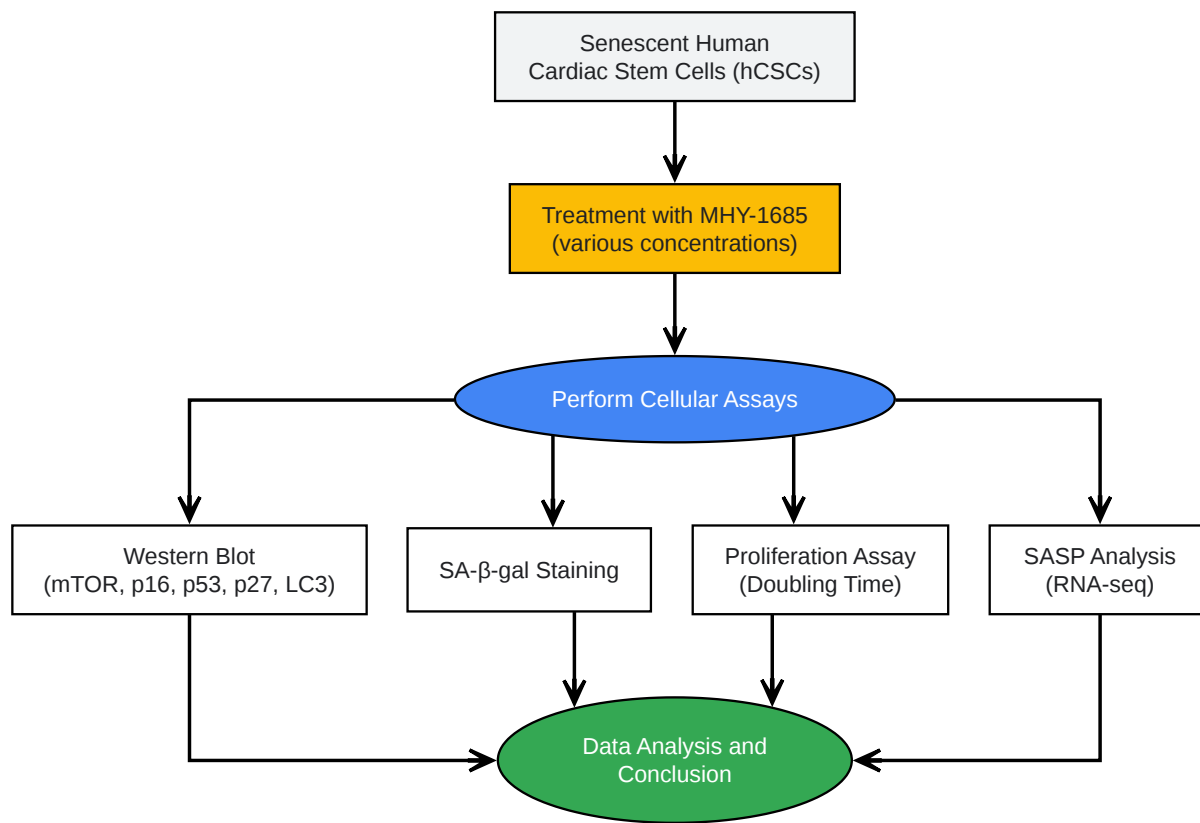 Senescent Human
Cardiac Stem Cells (hCSCs)
Treatment with MHY-1685
(various concentrations)
Perform Cellular Assays
Western Blot
(mTOR, p16, p53, p27, LC3)
SA-β-gal Staining
Proliferation Assay
(Doubling Time)
SASP Analysis
(RNA-seq)
Data Analysis and
Conclusion